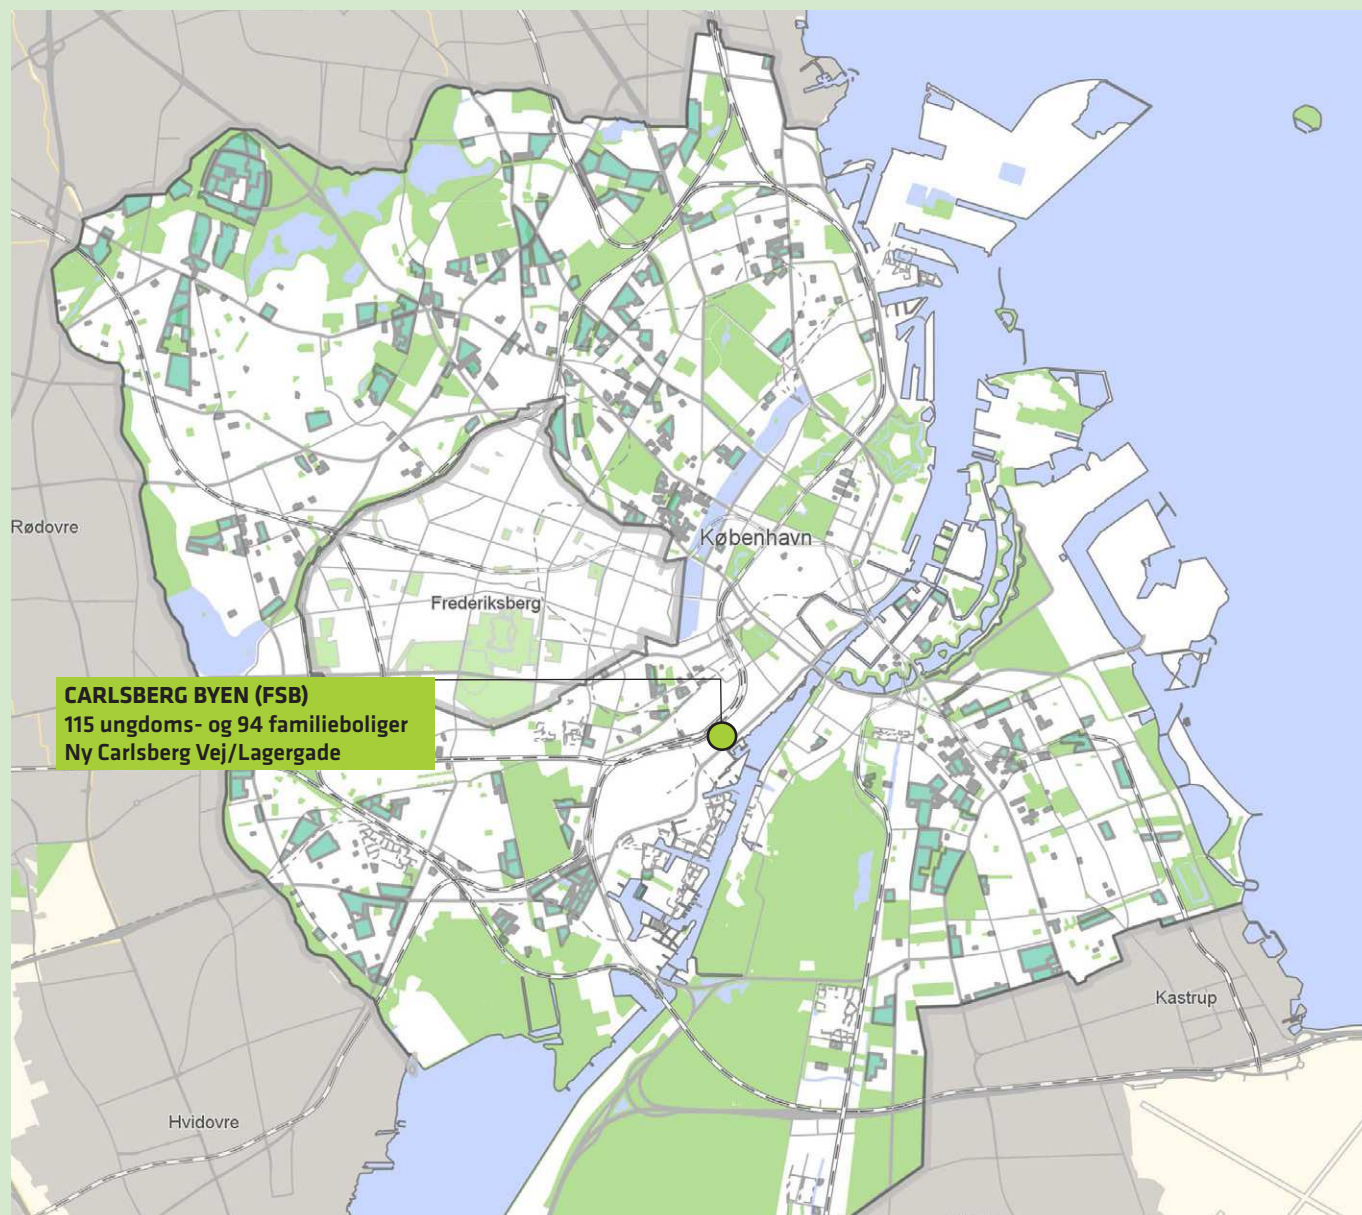 København
Rødovre
Frederiksberg
CARLSBERG BYEN (FSB)
115 ungdoms- og 94 familieboliger
Ny Carlsberg Vej/Lagergade
Kastrup
Hvidovre